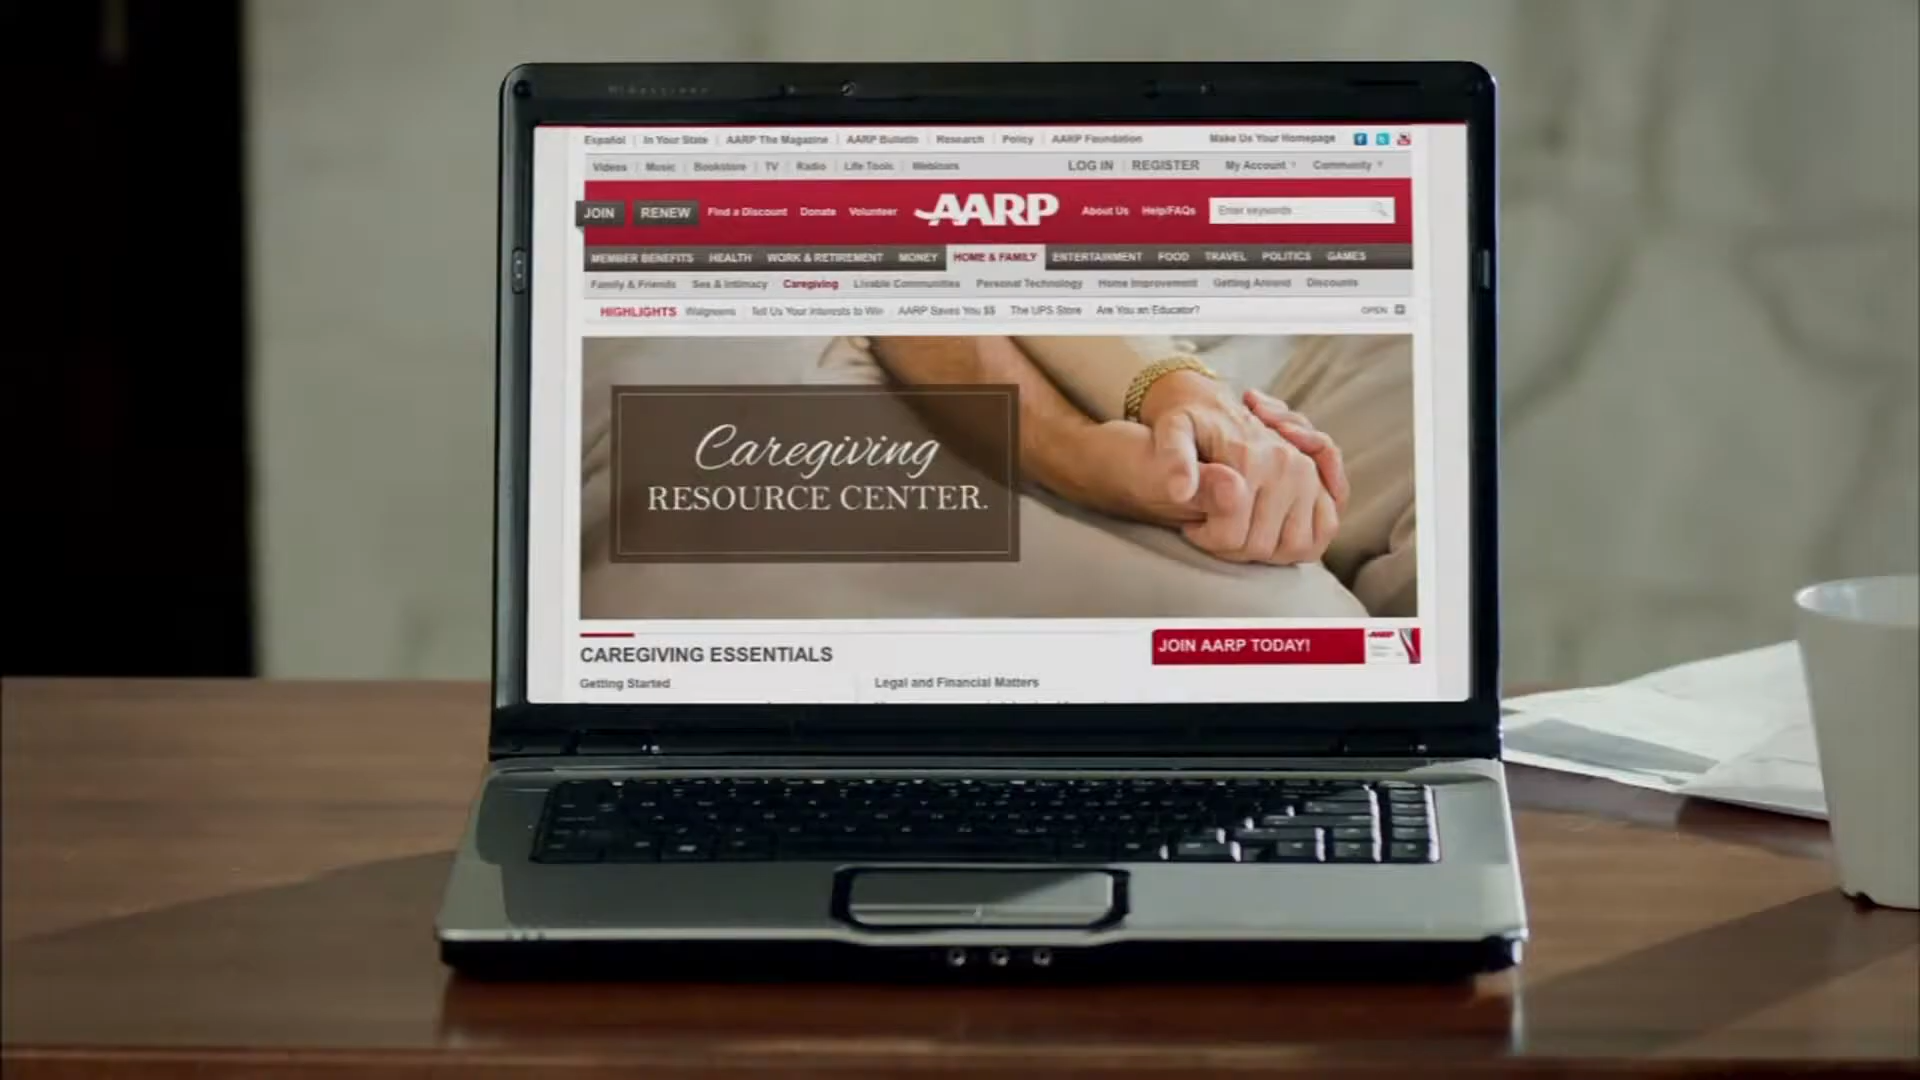 Español In Your State AARP The Magazine AARP Bulletin Research Policy AARP Foundation Make Us Your Homepage
Videos Music Bookstore TV Radio Life Tools Webinars LOG IN REGISTER My Account Community
JOIN RENEW Find a Discount Donate Volunteer AARP About Us Help/FAQs Enter keywords
MEMBER BENEFITS HEALTH WORK & RETIREMENT MONEY HOME & FAMILY ENTERTAINMENT FOOD TRAVEL POLITICS GAMES
Family & Friends Sex & Intimacy Caregiving Livable Communities Personal Technology Home Improvement Getting Around Discounts
HIGHLIGHTS Walgreens Tell Us Your Interests to Win AARP Saves You $$ The UPS Store Are You an Educator? OPEN
Caregiving
RESOURCE CENTER.
CAREGIVING ESSENTIALS
JOIN AARP TODAY!
AARP
Getting Started
Legal and Financial Matters